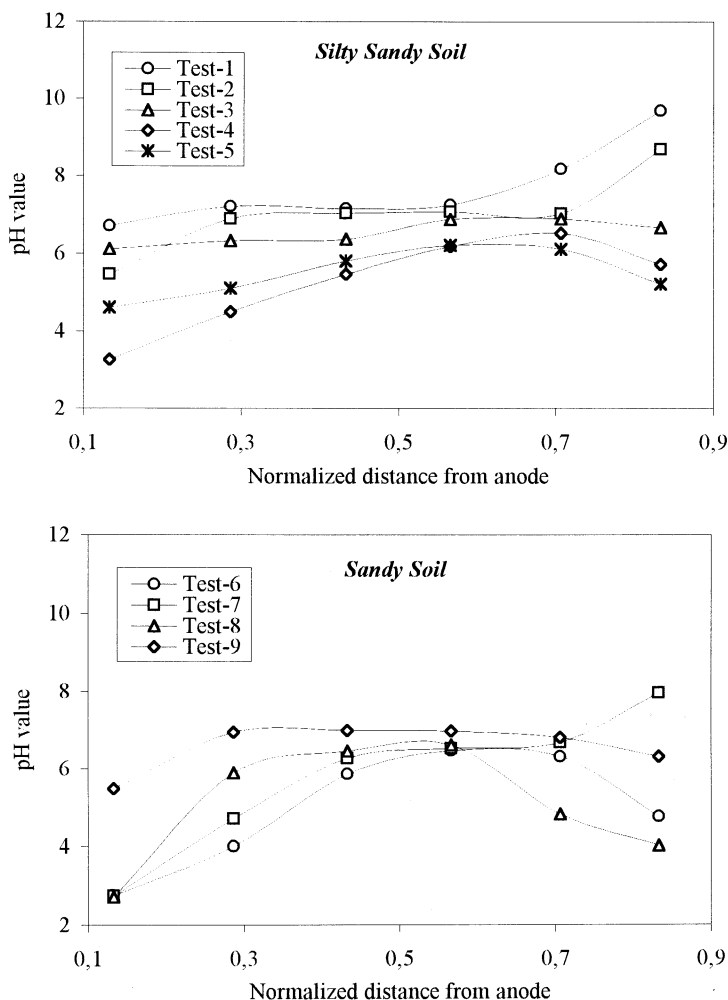 12
Silty Sandy Soil
Test-1
Test-2
Test-3
Test-4
Test-5
10
8
6
4
2
pH value
0,1 0,3 0,5 0,7 0,9
Normalized distance from anode
12
Sandy Soil
Test-6
Test-7
Test-8
Test-9
10
8
6
4
2
pH value
0,1 0,3 0,5 0,7 0,9
Normalized distance from anode